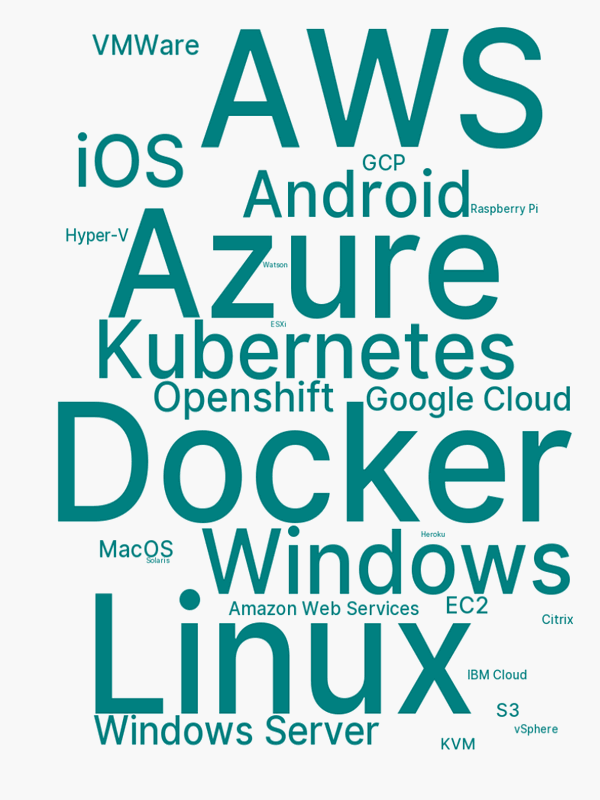 VMWare
AWS
iOS
GCP
Android
Raspberry Pi
Hyper-V
Azure
Watson
ESXi
Kubernetes
Openshift
Google Cloud
Docker
Heroku
MacOS
Windows
Solaris
Amazon Web Services
EC2
Citrix
Linux
IBM Cloud
S3
Windows Server
vSphere
KVM